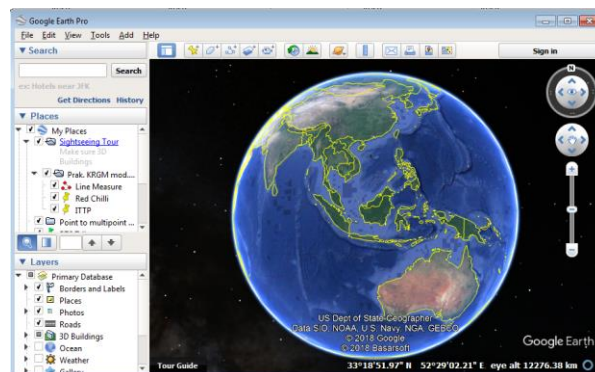 Google Earth Pro
File Edit View Tools Add Help
Search
Search
ex: Hotels near JFK
Get Directions History
Places
My Places
Sightseeing Tour
Make sure 3D
Buildings
Prak. KRGM mod....
Line Measure
Red Chilli
ITTP
Point to multipoint ...
Layers
Primary Database
Borders and Labels
Places
Photos
Roads
3D Buildings
Ocean
Weather
Gallery
Sign in
N
US Dept of State Geographer
Data SIO, NOAA, U.S. Navy, NGA, GEBCO
© 2018 Google
© 2018 Basarsoft
Google Earth
Tour Guide
33°18'51.97" N 52°29'02.21" E eye alt 12276.38 km